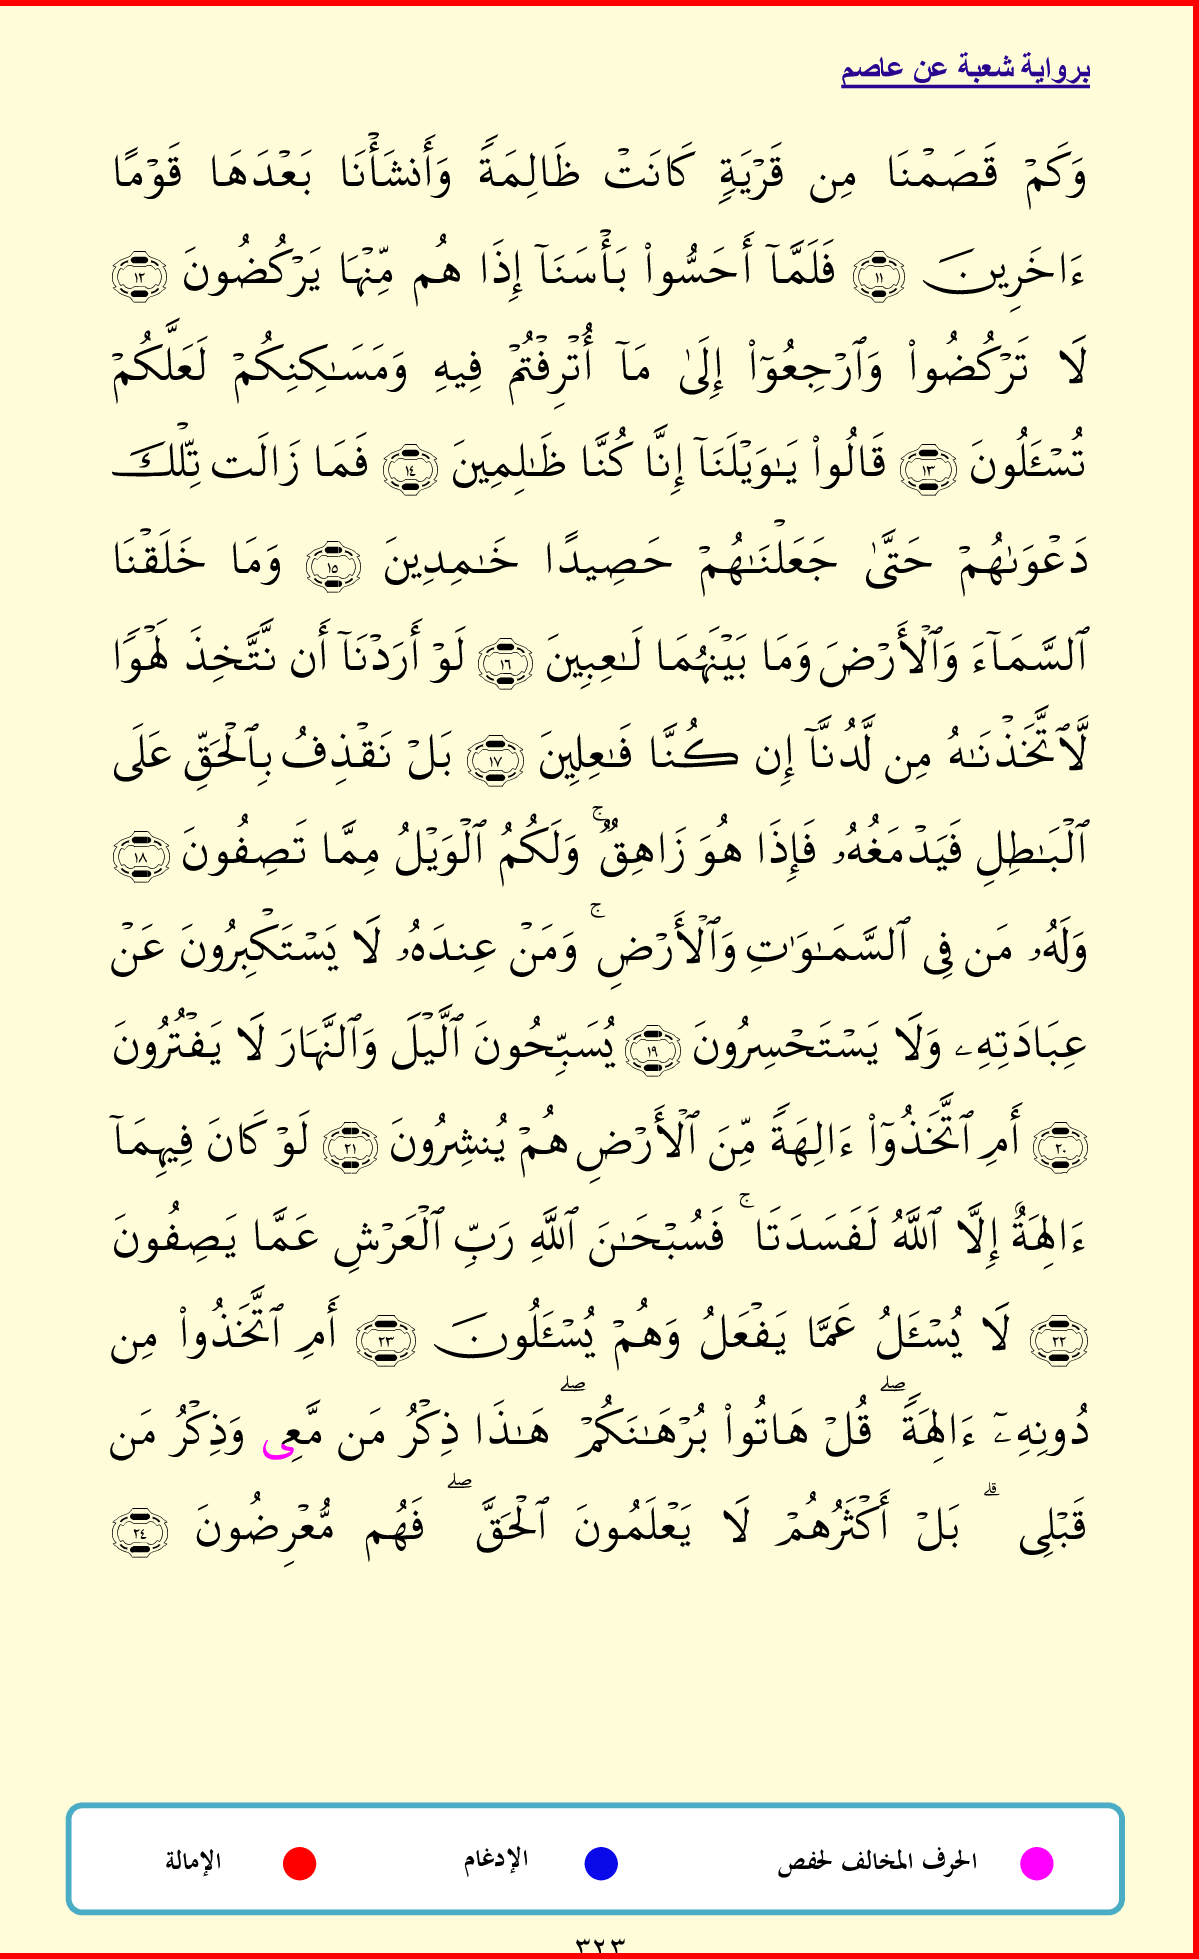 برواية شعبة عن عاصم
وَكَمۡ قَصَمۡنَا مِن قَرۡيَةٖ كَانَتۡ ظَالِمَةٗ وَأَنشَأۡنَا بَعۡدَهَا قَوۡمًا
ءَاخَرِينَ ١١ فَلَمَّآ أَحَسُّواْ بَأۡسَنَآ إِذَا هُم مِّنۡهَا يَرۡكُضُونَ ١٢
لَا تَرۡكُضُواْ وَٱرۡجِعُوٓاْ إِلَىٰ مَآ أُتۡرِفۡتُمۡ فِيهِ وَمَسَٰكِنِكُمۡ لَعَلَّكُمۡ
تُسۡـَٔلُونَ ١٣ قَالُواْ يَٰوَيۡلَنَآ إِنَّا كُنَّا ظَٰلِمِينَ ١٤ فَمَا زَالَت تِّلۡكَ
دَعۡوَىٰهُمۡ حَتَّىٰ جَعَلۡنَٰهُمۡ حَصِيدًا خَٰمِدِينَ ١٥ وَمَا خَلَقۡنَا
ٱلسَّمَآءَ وَٱلۡأَرۡضَ وَمَا بَيۡنَهُمَا لَٰعِبِينَ ١٦ لَوۡ أَرَدۡنَآ أَن نَّتَّخِذَ لَهۡوٗا
لَّٱتَّخَذۡنَٰهُ مِن لَّدُنَّآ إِن كُنَّا فَٰعِلِينَ ١٧ بَلۡ نَقۡذِفُ بِٱلۡحَقِّ عَلَى
ٱلۡبَٰطِلِ فَيَدۡمَغُهُۥ فَإِذَا هُوَ زَاهِقٞۚ وَلَكُمُ ٱلۡوَيۡلُ مِمَّا تَصِفُونَ ١٨
وَلَهُۥ مَن فِي ٱلسَّمَٰوَٰتِ وَٱلۡأَرۡضِۚ وَمَنۡ عِندَهُۥ لَا يَسۡتَكۡبِرُونَ عَنۡ
عِبَادَتِهِۦ وَلَا يَسۡتَحۡسِرُونَ ١٩ يُسَبِّحُونَ ٱلَّيۡلَ وَٱلنَّهَارَ لَا يَفۡتُرُونَ
٢٠ أَمِ ٱتَّخَذُوٓاْ ءَالِهَةٗ مِّنَ ٱلۡأَرۡضِ هُمۡ يُنشِرُونَ ٢١ لَوۡ كَانَ فِيهِمَآ
ءَالِهَةٌ إِلَّا ٱللَّهُ لَفَسَدَتَاۚ فَسُبۡحَٰنَ ٱللَّهِ رَبِّ ٱلۡعَرۡشِ عَمَّا يَصِفُونَ
٢٢ لَا يُسۡـَٔلُ عَمَّا يَفۡعَلُ وَهُمۡ يُسۡـَٔلُونَ ٢٣ أَمِ ٱتَّخَذُواْ مِن
دُونِهِۦٓ ءَالِهَةٗۖ قُلۡ هَاتُواْ بُرۡهَٰنَكُمۡۖ هَٰذَا ذِكۡرُ مَن مَّعِي وَذِكۡرُ مَن
قَبۡلِيۗ بَلۡ أَكۡثَرُهُمۡ لَا يَعۡلَمُونَ ٱلۡحَقَّۖ فَهُم مُّعۡرِضُونَ ٢٤
الحرف المخالف لحفص الإدغام الإمالة
٣٢٣